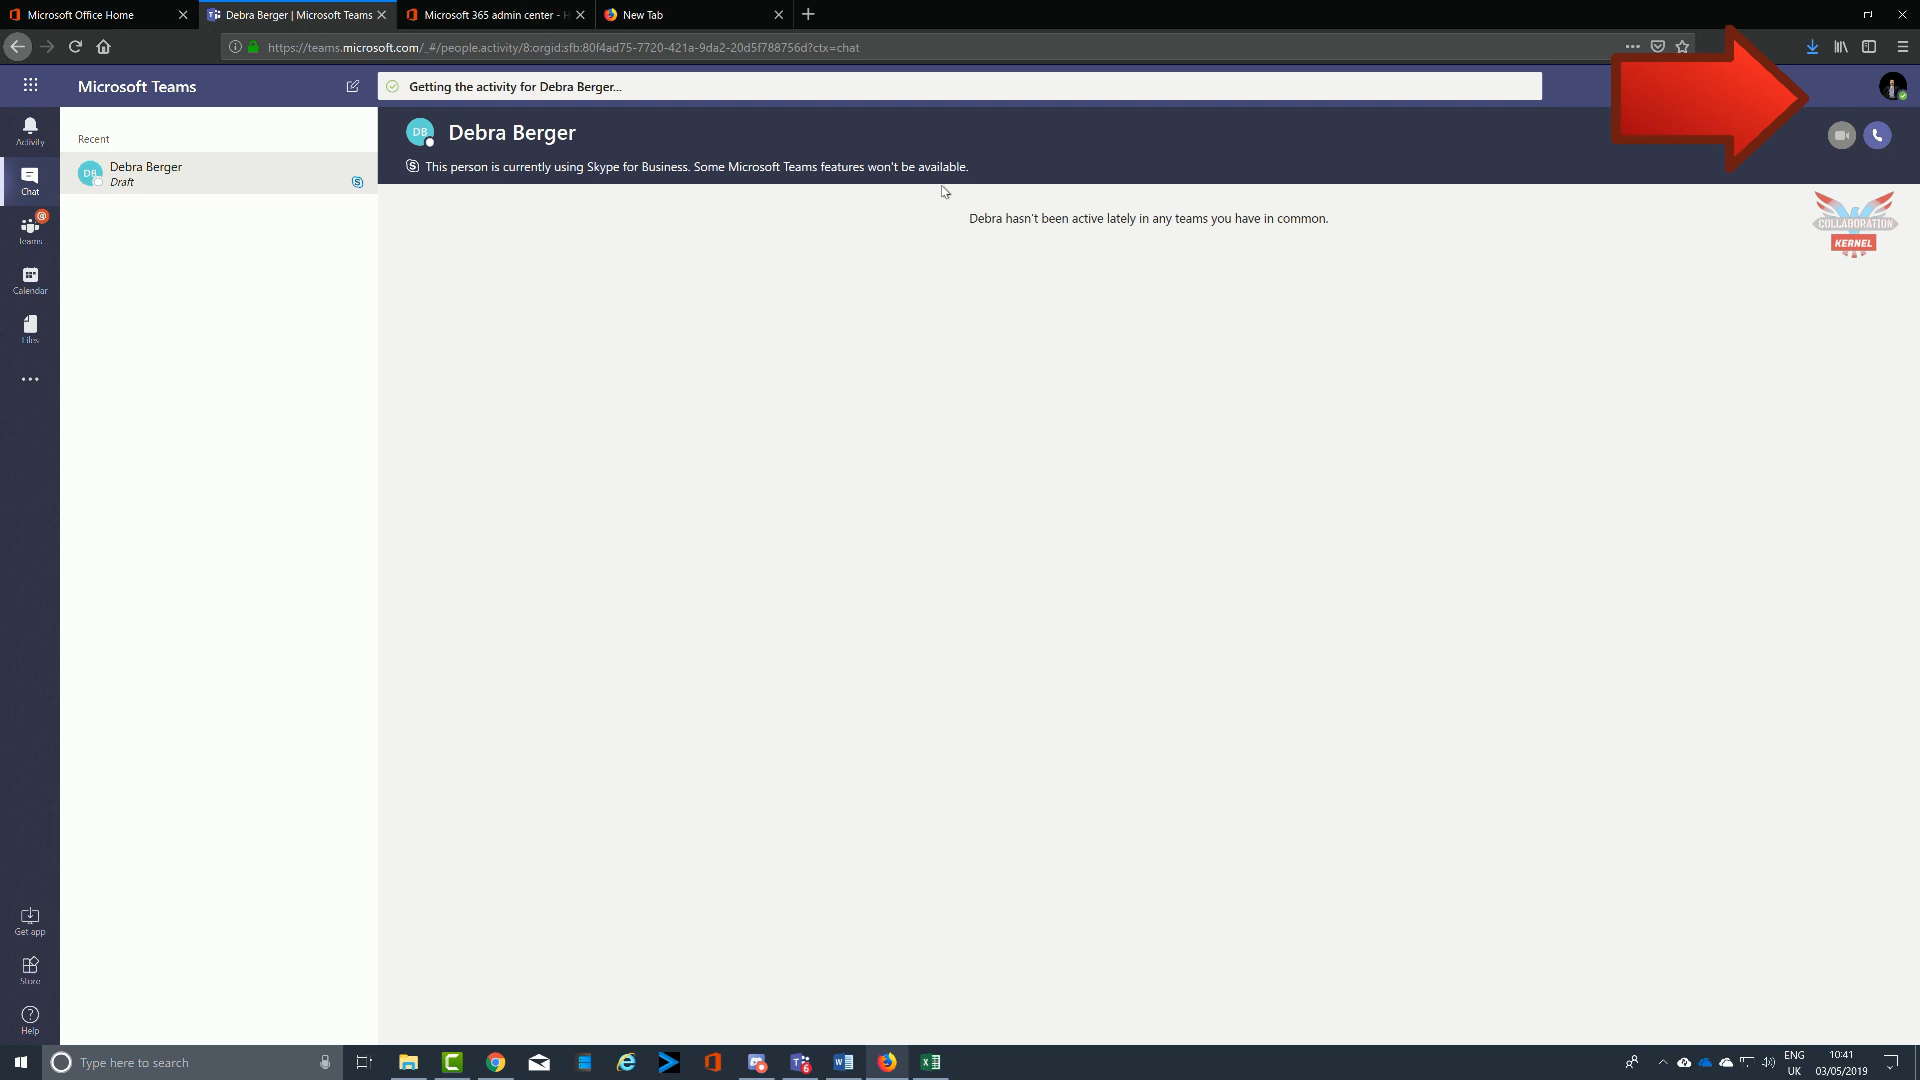 Microsoft Office Home
Debra Berger | Microsoft Teams
Microsoft 365 admin center - H
New Tab
https://teams.microsoft.com/_#/people.activity/8:orgid:sfb:80f4ad75-7720-421a-9da2-20d5f788756d?ctx=chat
Microsoft Teams
Getting the activity for Debra Berger...
Activity
Chat
Teams
Calendar
Files
Recent
DB
Debra Berger
Draft
DB
Debra Berger
This person is currently using Skype for Business. Some Microsoft Teams features won't be available.
Debra hasn't been active lately in any teams you have in common.
COLLABORATION
KERNEL
Get app
Store
Help
Type here to search
6
ENG
UK
10:41
03/05/2019